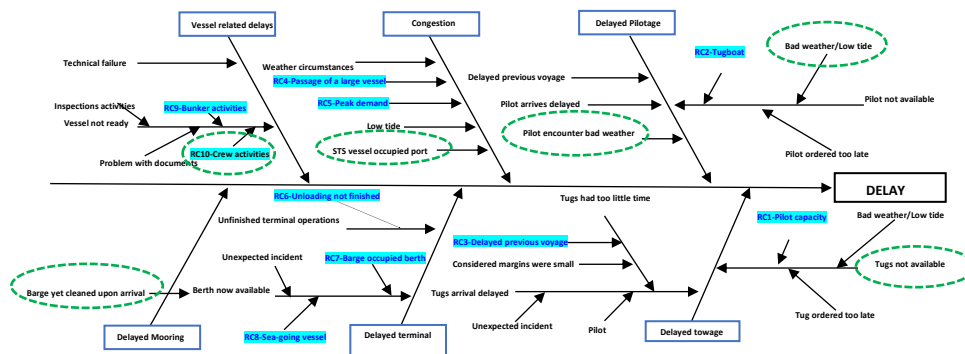 Vessel related delays
Congestion
Delayed Pilotage
Technical failure
Weather circumstances
RC4-Passage of a large vessel
RC5-Peak demand
Low tide
STS vessel occupied port
Delayed previous voyage
Pilot arrives delayed
Pilot encounter bad weather
RC2-Tugboat
Bad weather/Low tide
Pilot not available
Pilot ordered too late
Inspections activities
RC9-Bunker activities
Vessel not ready
RC10-Crew activities
Problem with documents
DELAY
RC6-Unloading not finished
Unfinished terminal operations
Unexpected incident
RC7-Barge occupied berth
Barge yet cleaned upon arrival
Berth now available
RC8-Sea-going vessel
Tugs had too little time
RC3-Delayed previous voyage
Considered margins were small
Tugs arrival delayed
Unexpected incident
Pilot
RC1-Pilot capacity
Bad weather/Low tide
Tugs not available
Tug ordered too late
Delayed Mooring
Delayed terminal
Delayed towage